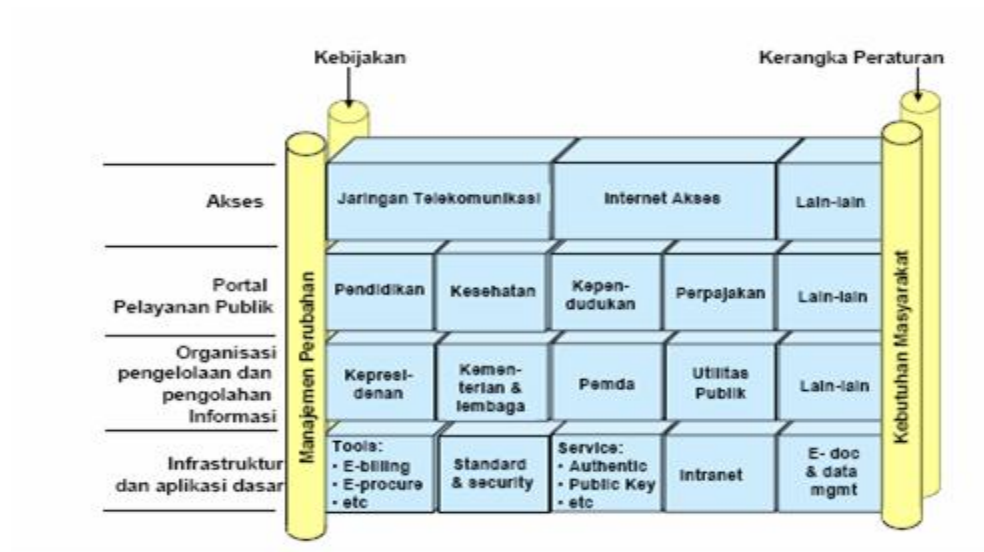 Kebijakan
Kerangka Peraturan
Akses
Jaringan Telekomunikasi
Internet Akses
Lain-lain
Portal
Pelayanan Publik
Pendidikan
Kesehatan
Kepen-
dudukan
Perpajakan
Lain-lain
Organisasi
pengelolaan dan
pengolahan
Informasi
Kepresi-
denan
Kemen-
terian &
lembaga
Pemda
Utilitas
Publik
Lain-lain
Infrastruktur
dan aplikasi dasar
Tools:
• E-billing
• E-procure
• etc
Standard
& security
Service:
• Authentic
• Public Key
• etc
Intranet
E- doc
& data
mgmt
Manajemen Perubahan
Kebutuhan Masyarakat